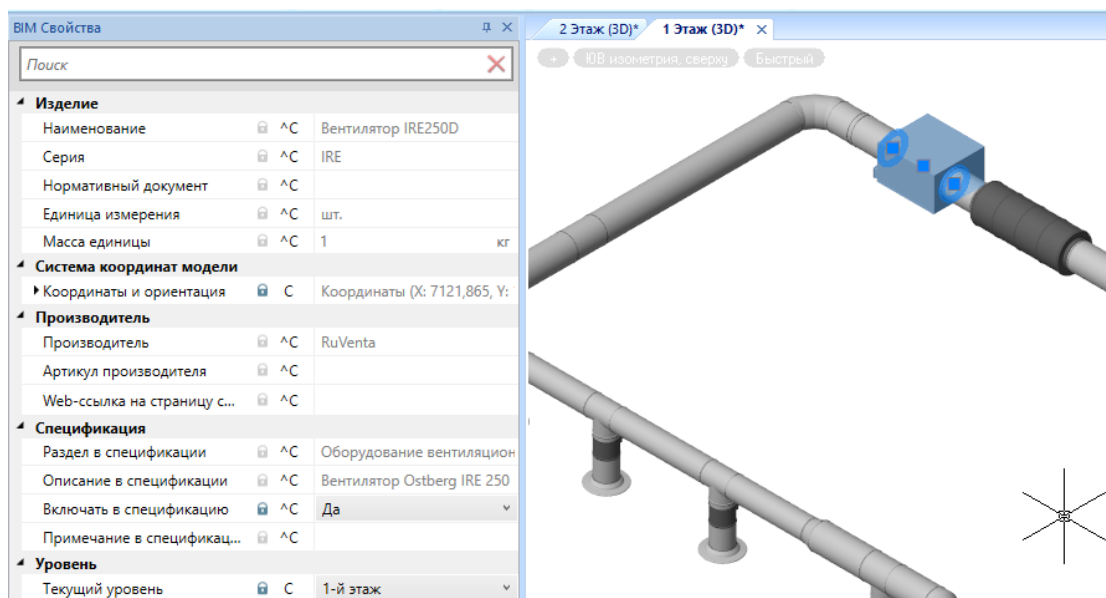 BIM Свойства
2 Этаж (3D)* 1 Этаж (3D)*
Поиск
+ ЮВ изометрия, сверху Быстрый
Изделие
Наименование ^C Вентилятор IRE250D
Серия ^C IRE
Нормативный документ ^C
Единица измерения ^C шт.
Масса единицы ^C 1 кг
Система координат модели
Координаты и ориентация C Координаты (X: 7121,865, Y:
Производитель
Производитель ^C RuVenta
Артикул производителя ^C
Web-ссылка на страницу с... ^C
Спецификация
Раздел в спецификации ^C Оборудование вентиляцион
Описание в спецификации ^C Вентилятор Ostberg IRE 250
Включать в спецификацию ^C Да
Примечание в спецификац... ^C
Уровень
Текущий уровень C 1-й этаж